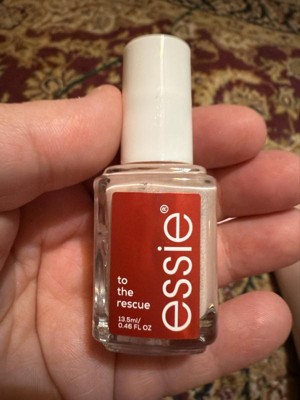 essie®
to
the
rescue
13.5ml/
0.46 FL OZ